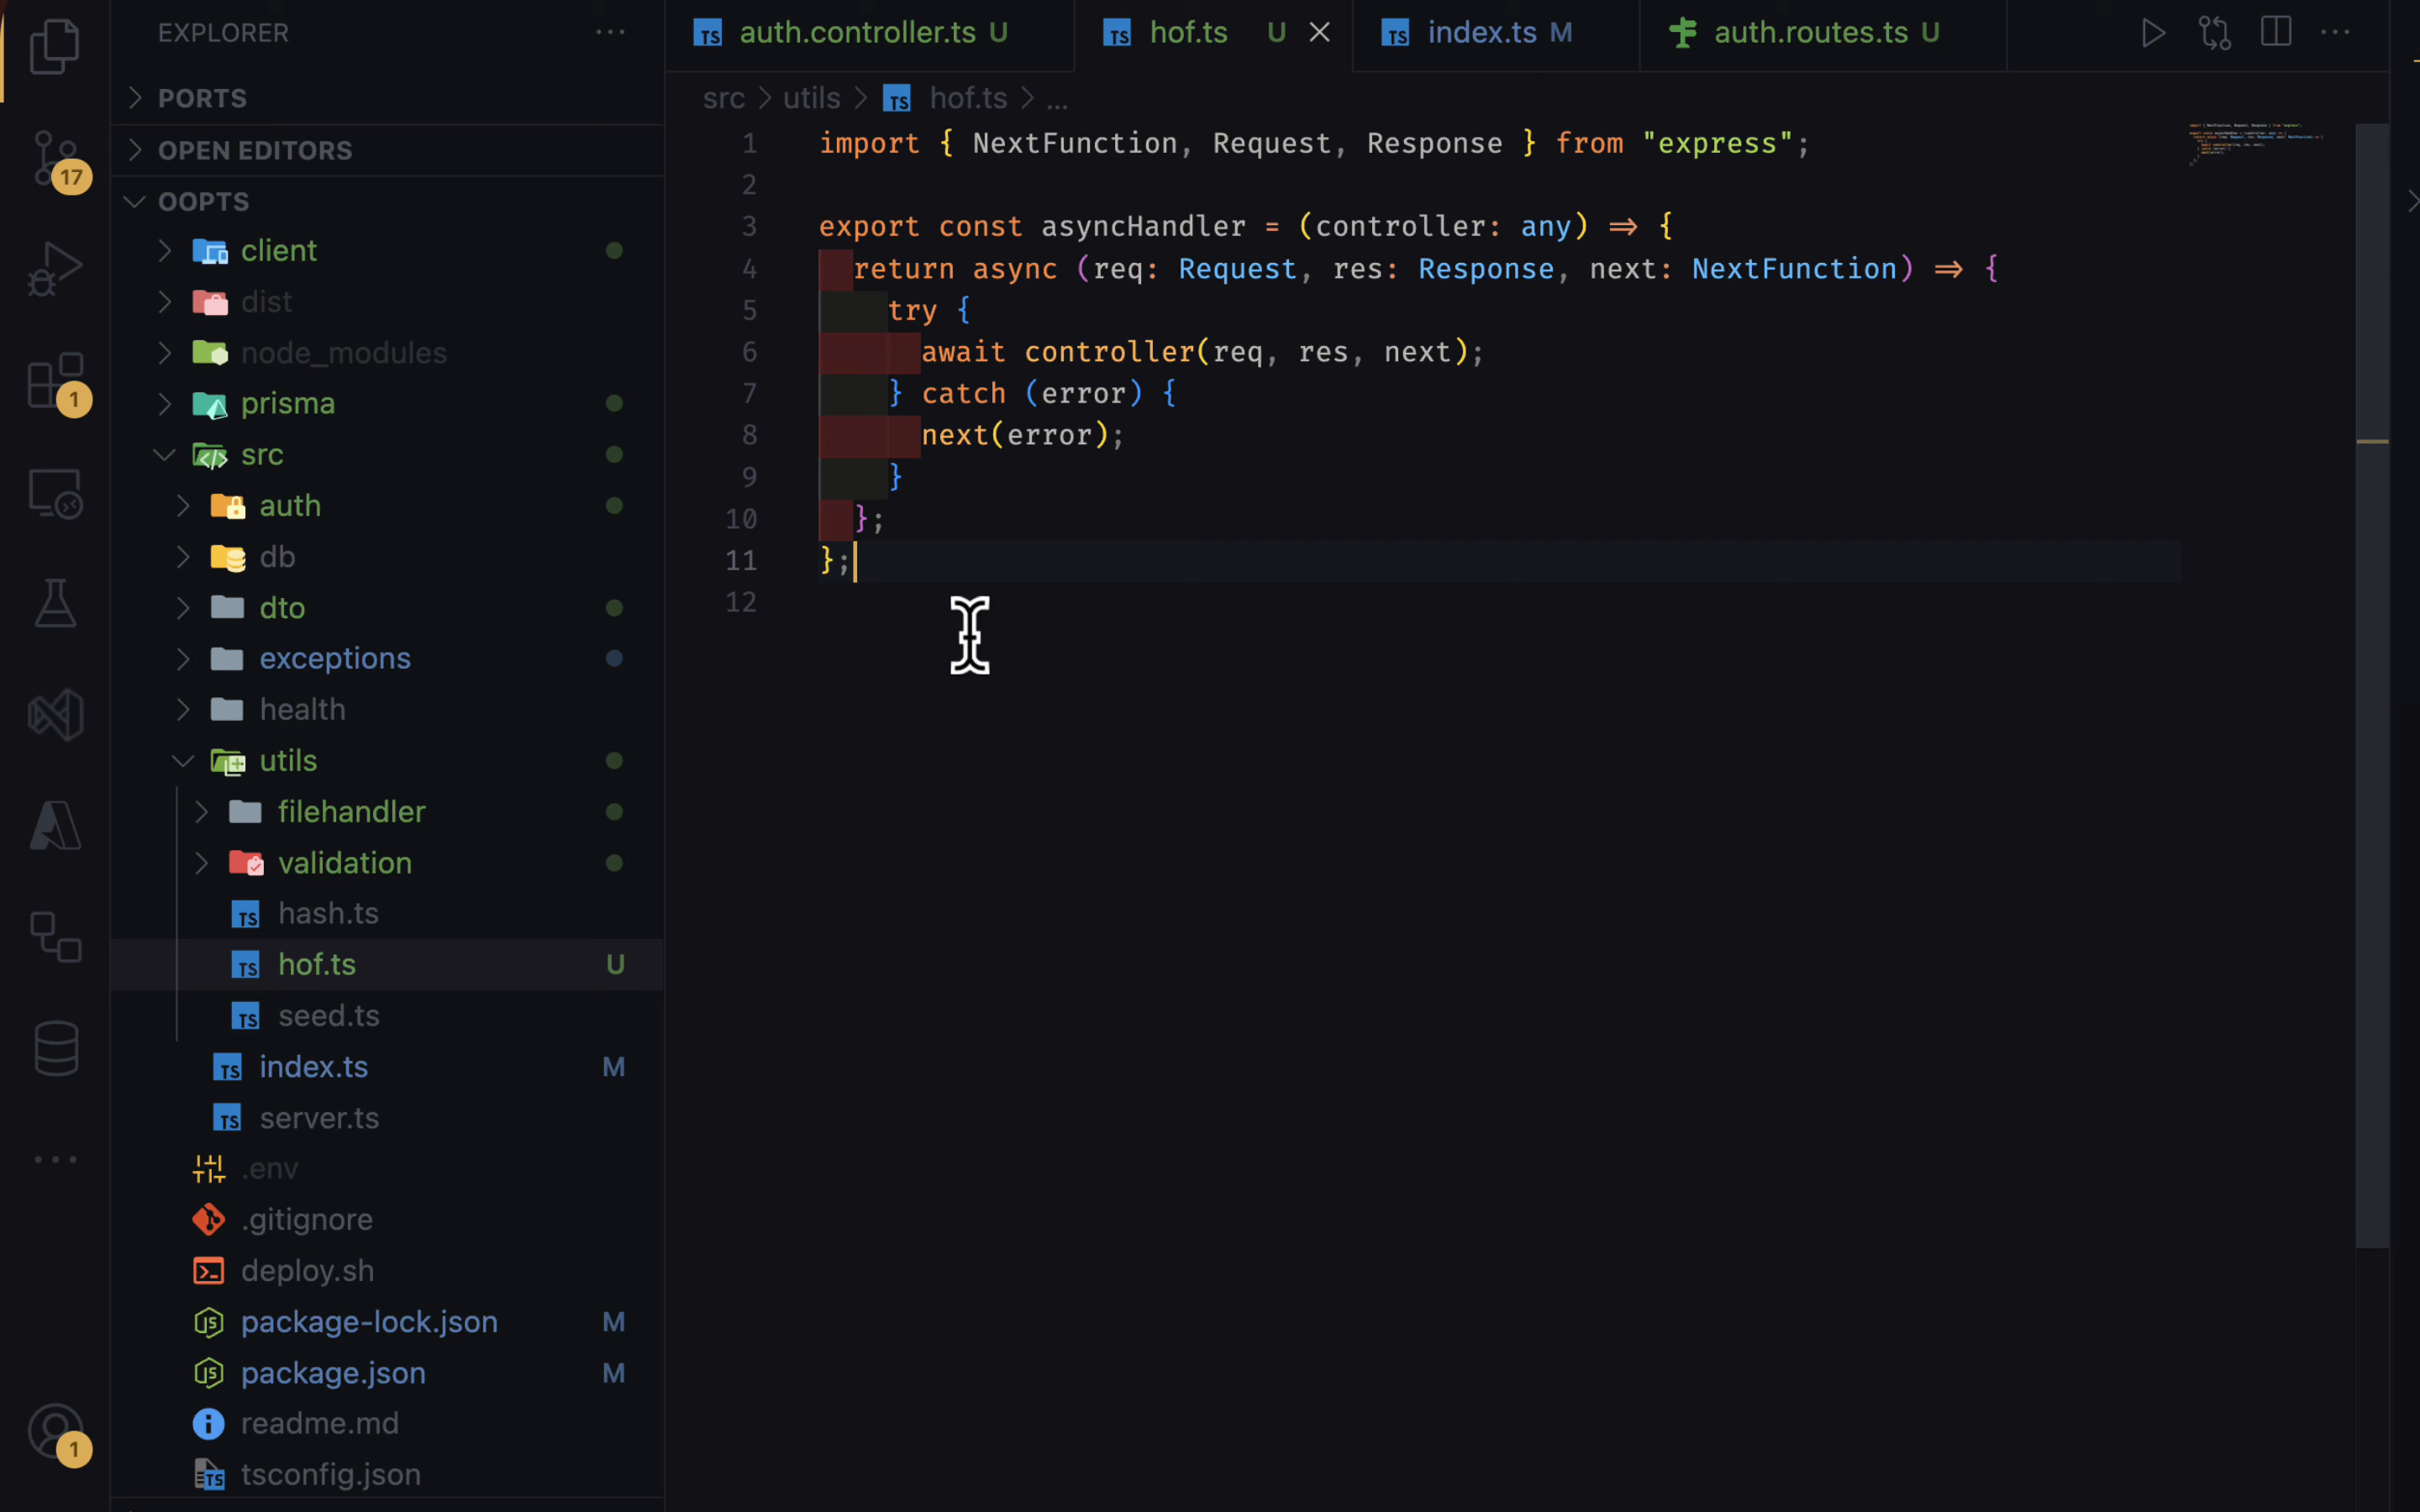 EXPLORER
PORTS
OPEN EDITORS
OOPTS
client
dist
node_modules
prisma
src
auth
db
dto
exceptions
health
utils
filehandler
validation
hash.ts
hof.ts U
seed.ts
index.ts M
server.ts
.env
.gitignore
deploy.sh
package-lock.json M
package.json M
readme.md
tsconfig.json
17
1
1
auth.controller.ts U
hof.ts U
index.ts M
auth.routes.ts U
src > utils > TS hof.ts > ...
1 import { NextFunction, Request, Response } from "express";
2
3 export const asyncHandler = (controller: any) => {
4 return async (req: Request, res: Response, next: NextFunction) => {
5 try {
6 await controller(req, res, next);
7 } catch (error) {
8 next(error);
9 }
10 };
11 };
12